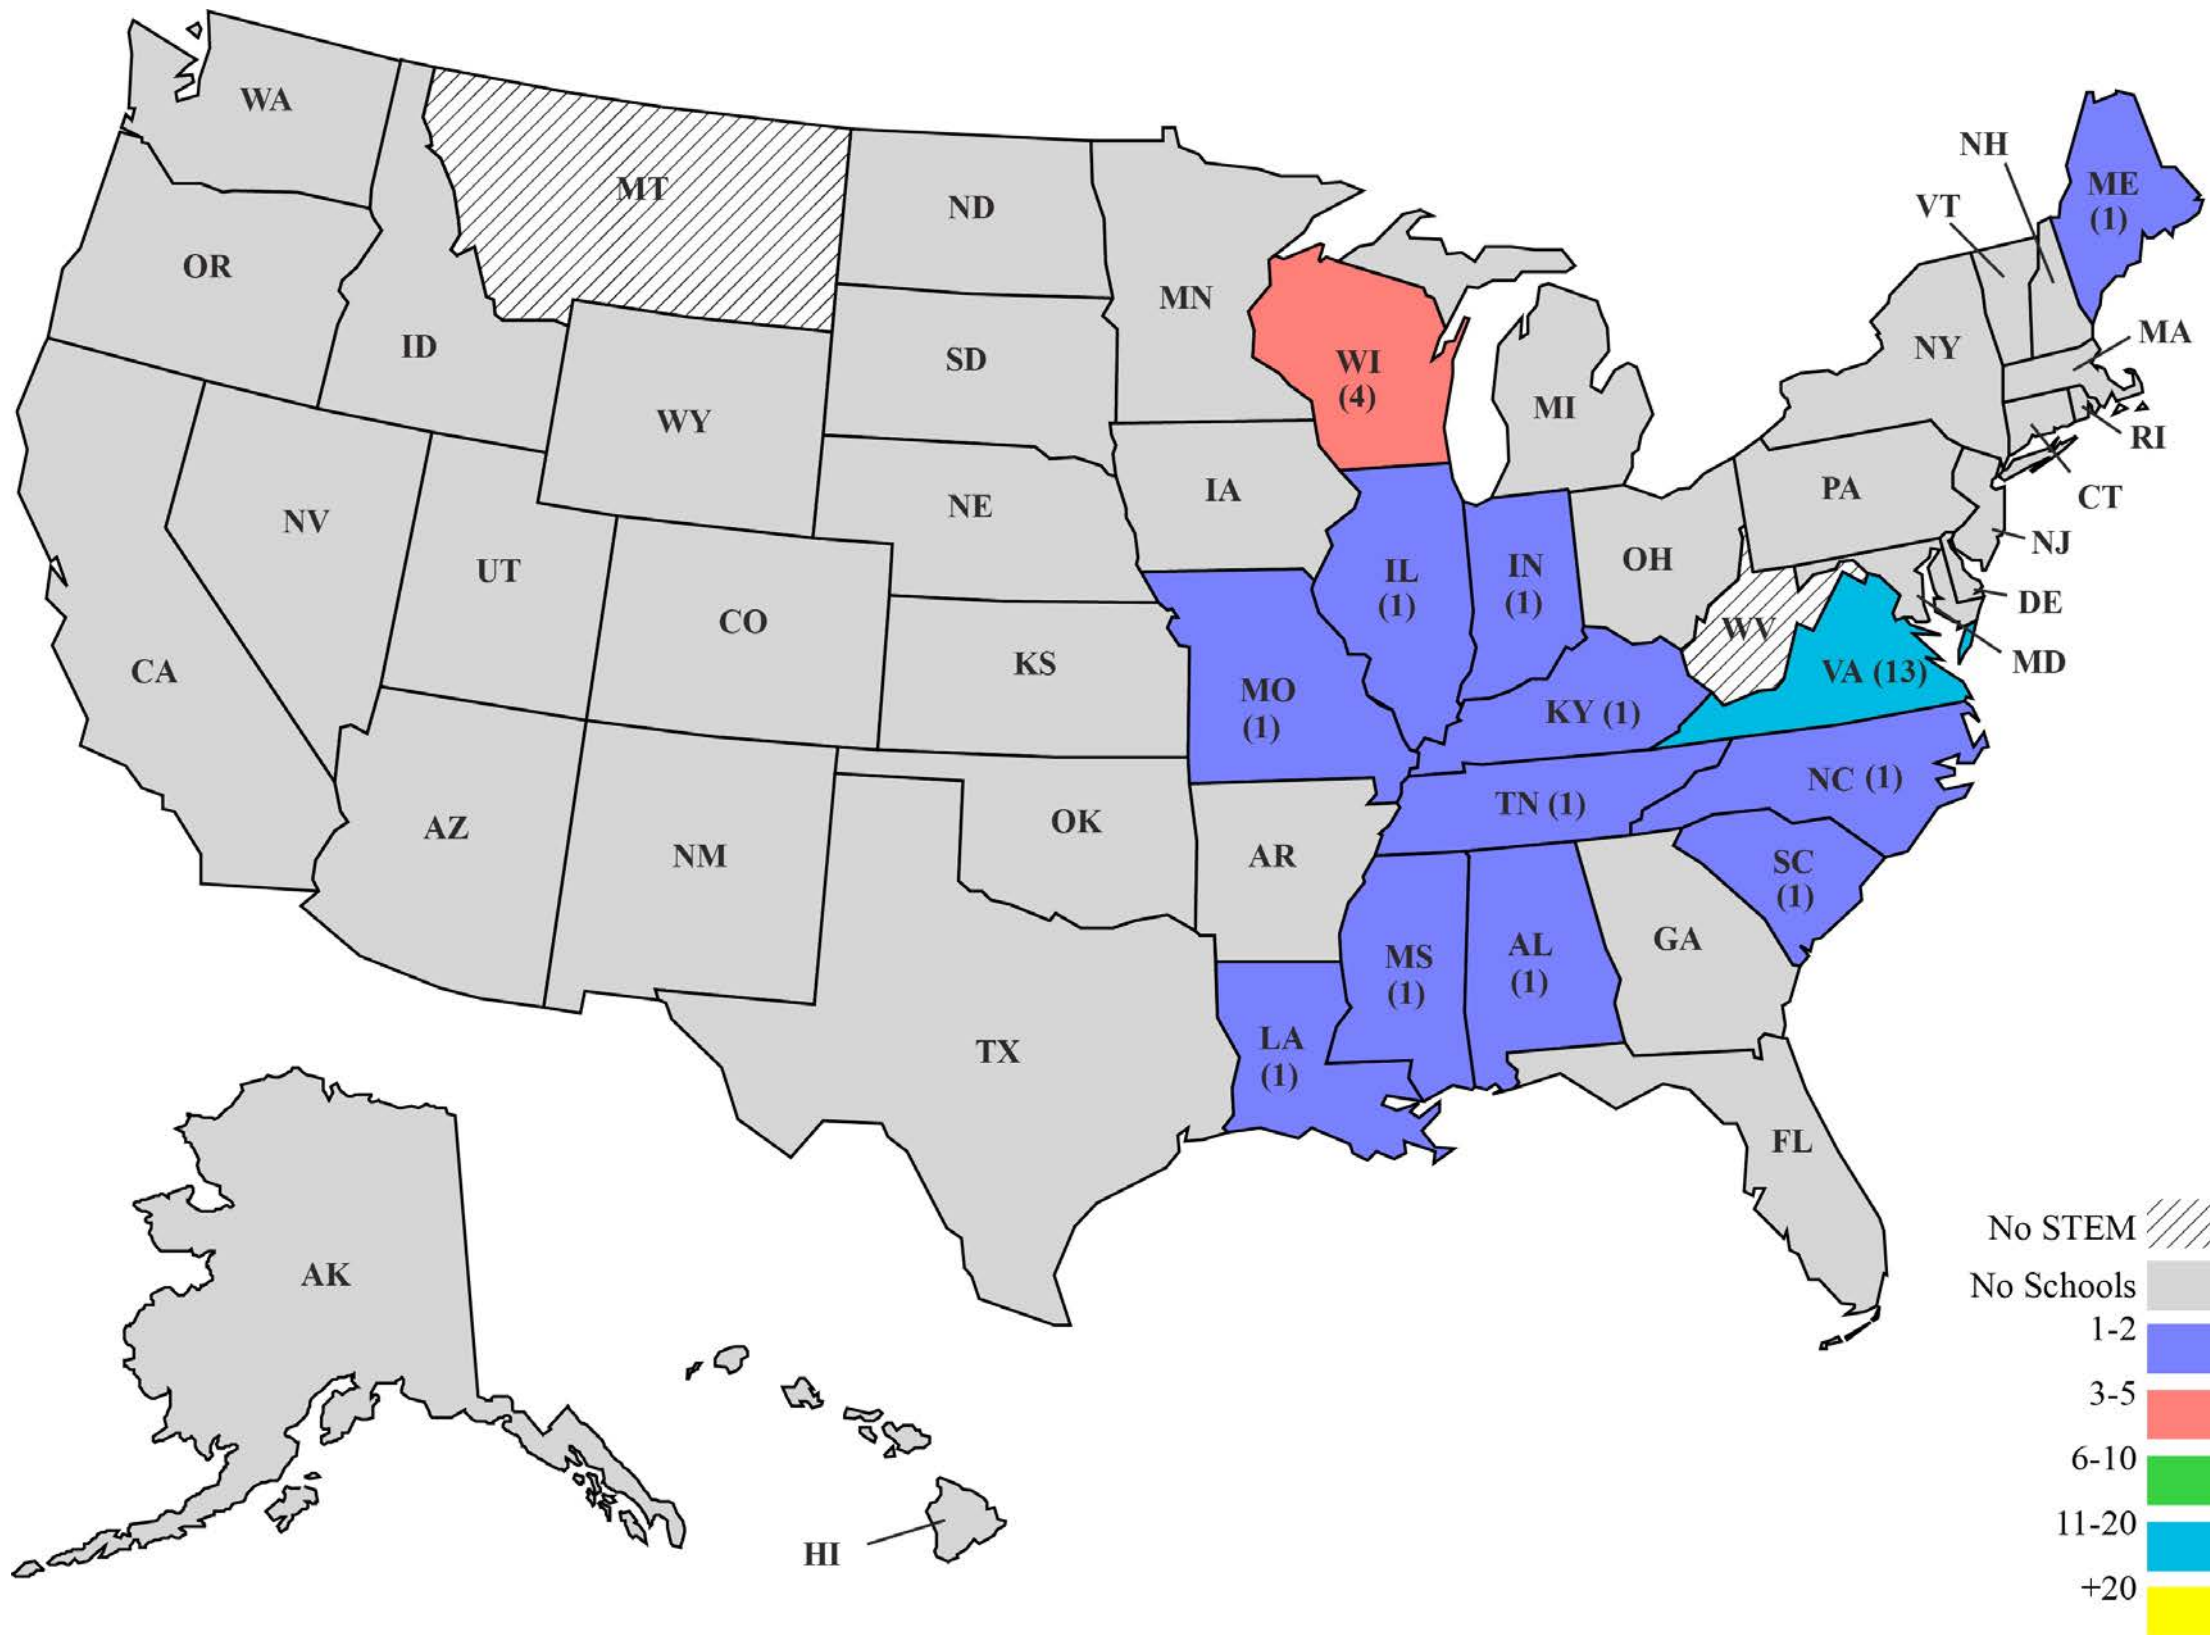 WA
MT
ND
MN
OR
ID
SD
WI
(4)
MI
NY
VT
NH
ME
(1)
MA
RI
CT
NJ
DE
MD
PA
WY
NE
IA
NV
UT
CO
KS
CA
IL
(1)
IN
(1)
OH
WV
VA (13)
MO
(1)
KY (1)
TN (1)
NC (1)
SC
(1)
AZ
NM
OK
AR
MS
(1)
AL
(1)
GA
TX
LA
(1)
FL
AK
HI
No STEM
No Schools
1-2
3-5
6-10
11-20
+20